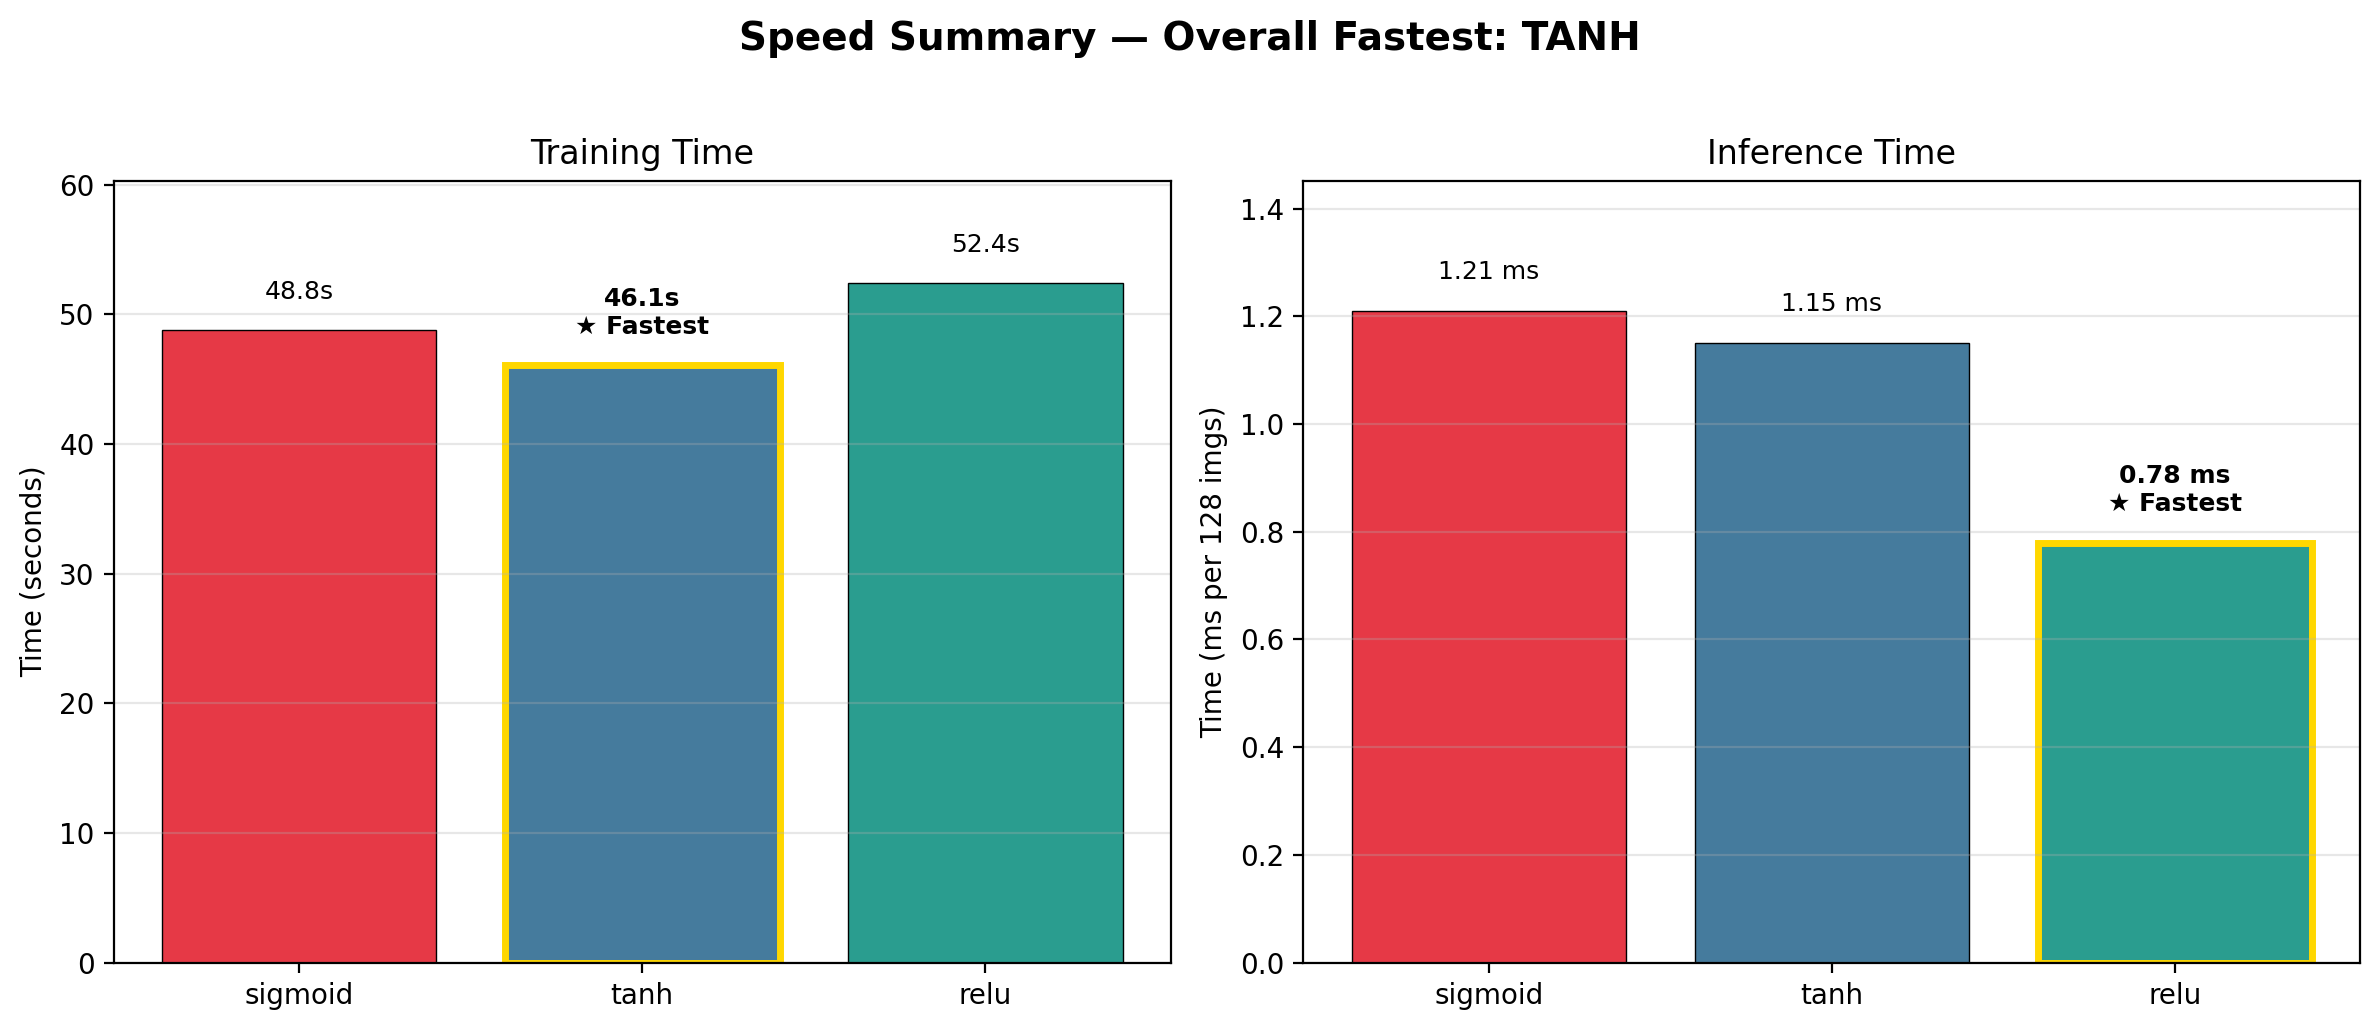 Speed Summary — Overall Fastest: TANH
Training Time
Time (seconds)
60
50
40
30
20
10
0
48.8s
46.1s
★ Fastest
52.4s
sigmoid
tanh
relu
Inference Time
Time (ms per 128 imgs)
1.4
1.2
1.0
0.8
0.6
0.4
0.2
0.0
1.21 ms
1.15 ms
0.78 ms
★ Fastest
sigmoid
tanh
relu